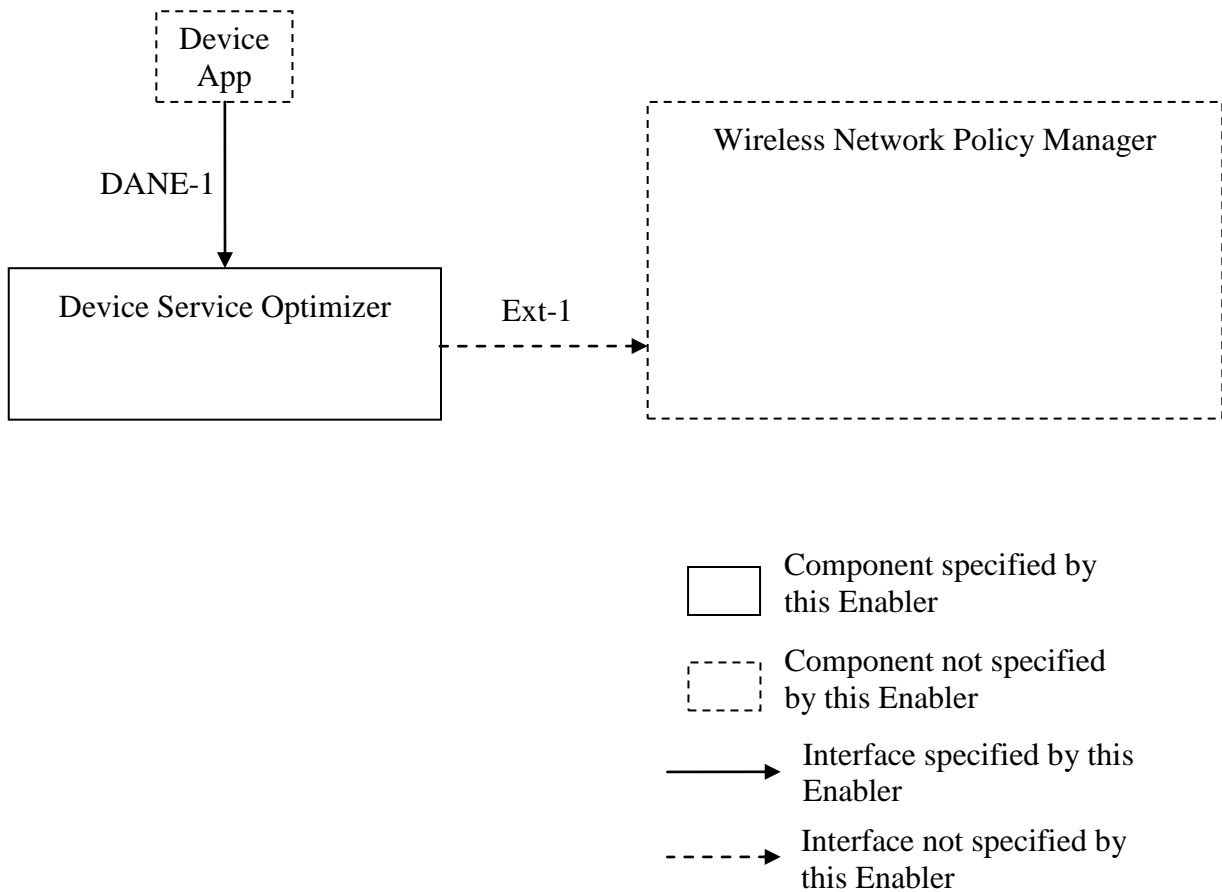 Device
App
Wireless Network Policy Manager
DANE-1
Device Service Optimizer
Ext-1
Component specified by
this Enabler
Component not specified
by this Enabler
Interface specified by this
Enabler
Interface not specified by
this Enabler